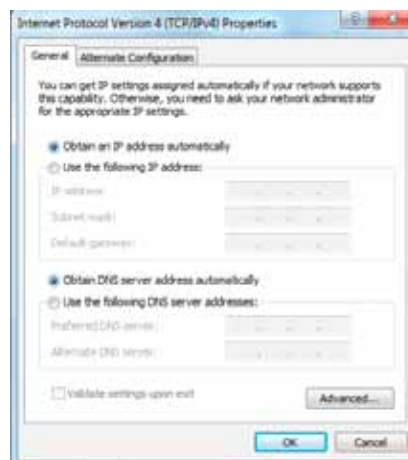 Internet Protocol Version 4 (TCP/IPv4) Properties
General
Alternate Configuration
You can get IP settings assigned automatically if your network supports
this capability. Otherwise, you need to ask your network administrator
for the appropriate IP settings.
Obtain an IP address automatically
Use the following IP address:
IP address:
Subnet mask:
Default gateway:
Obtain DNS server address automatically
Use the following DNS server addresses:
Preferred DNS server:
Alternate DNS server:
Validate settings upon exit
Advanced...
OK
Cancel